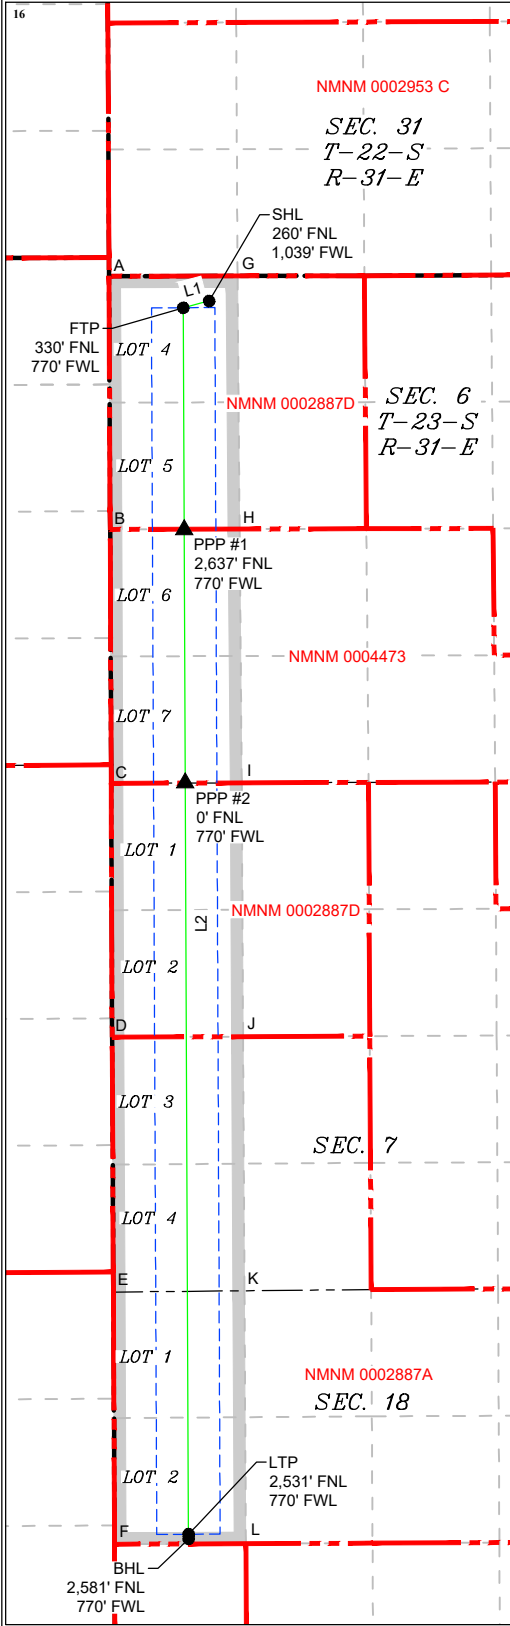 16
NMNM 0002953 C
SEC. 31
T-22-S
R-31-E
SHL
260' FNL
1,039' FWL
A
G
L1
FTP
330' FNL
770' FWL
LOT 4
SEC. 6
T-23-S
R-31-E
NMNM 0002887D
LOT 5
B
H
PPP #1
2,637' FNL
770' FWL
LOT 6
NMNM 0004473
LOT 7
C
I
PPP #2
0' FNL
770' FWL
LOT 1
NMNM 0002887D
L2
LOT 2
D
J
LOT 3
SEC. 7
LOT 4
E
K
LOT 1
NMNM 0002887A
SEC. 18
LTP
2,531' FNL
770' FWL
LOT 2
F
L
BHL
2,581' FNL
770' FWL